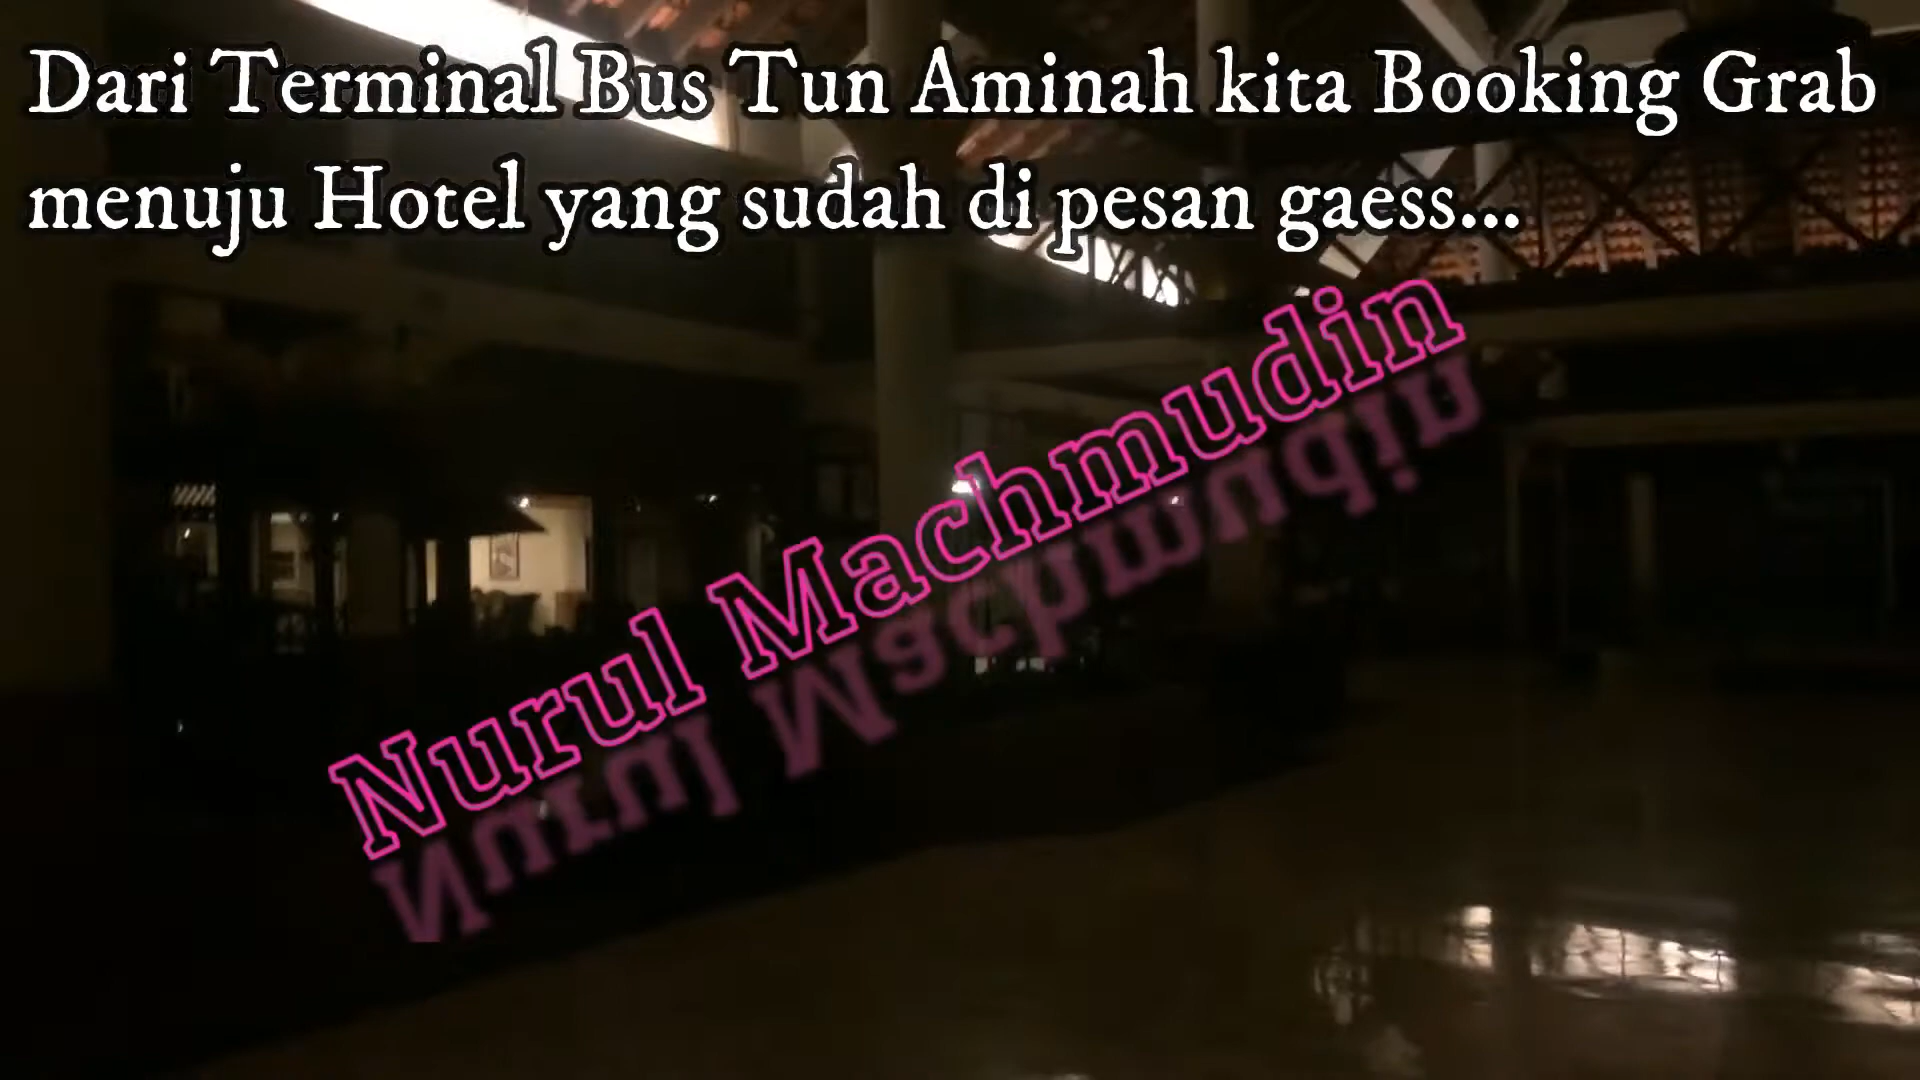 Dari Terminal Bus Tun Aminah kita Booking Grab
menuju Hotel yang sudah di pesan gaess...
Nurul Machmudin